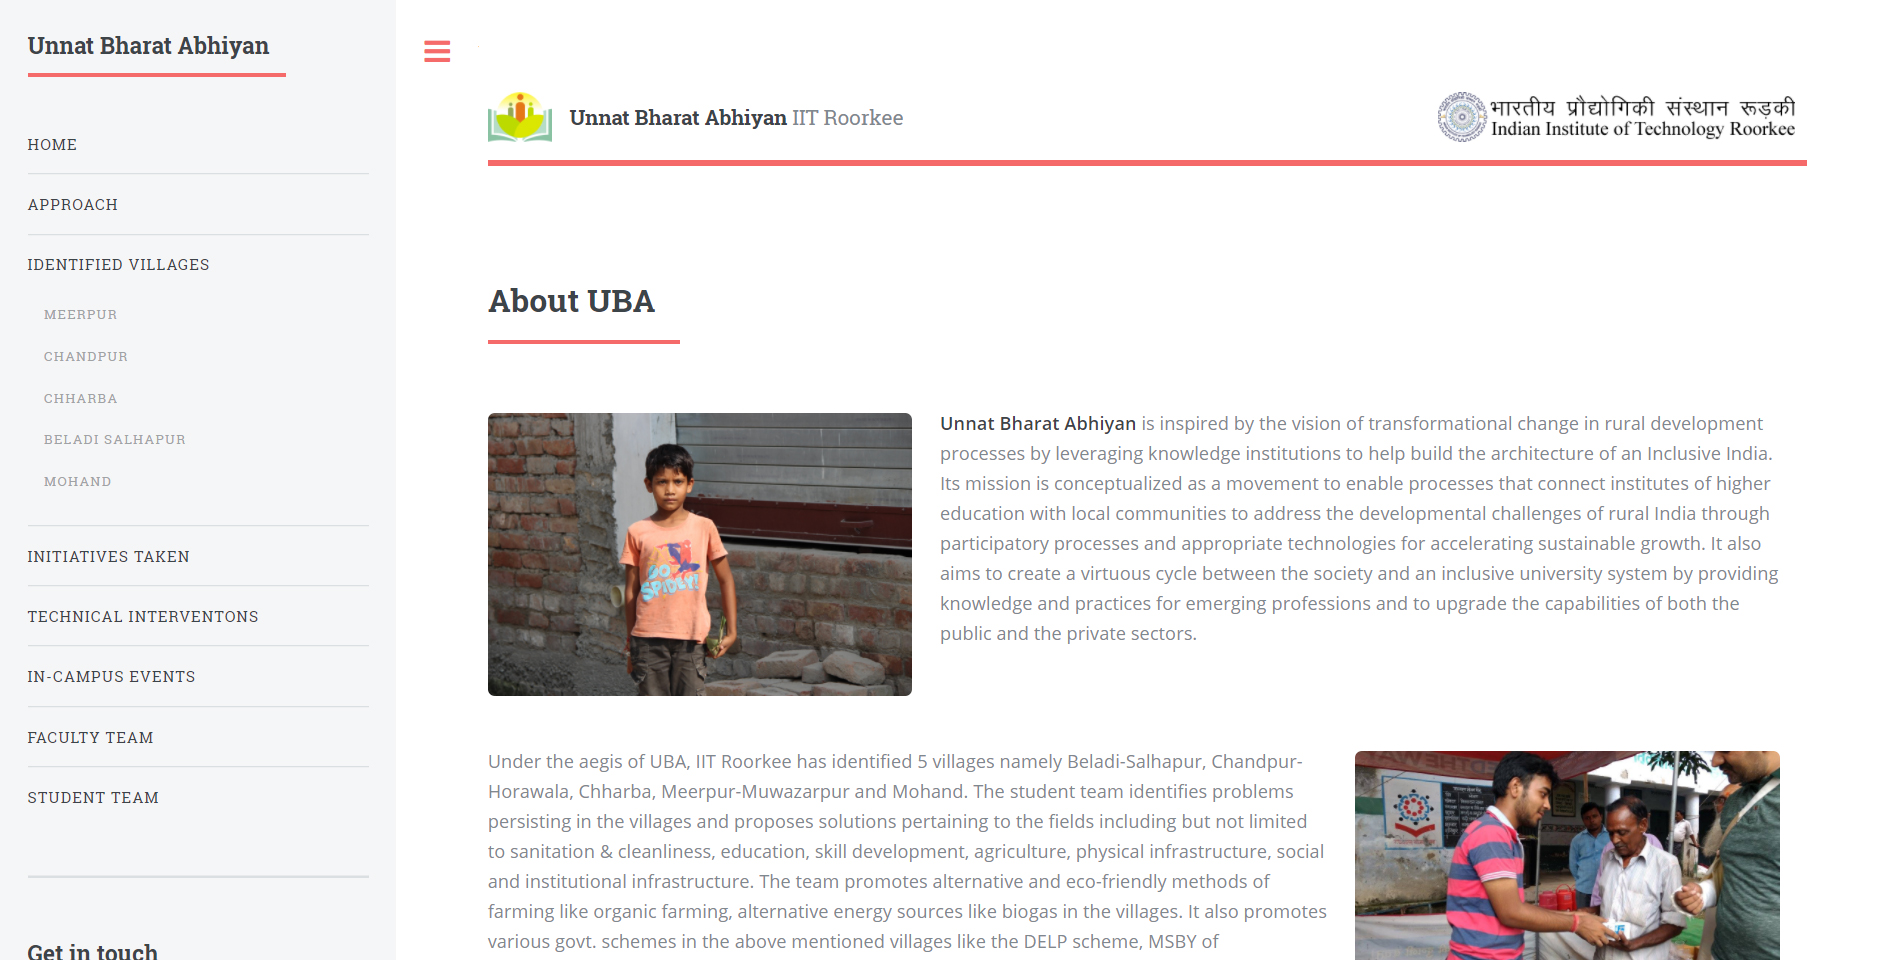 Unnat Bharat Abhiyan
HOME
APPROACH
IDENTIFIED VILLAGES
MEERPUR
CHANDPUR
CHHARBA
BELADI SALHAPUR
MOHAND
INITIATIVES TAKEN
TECHNICAL INTERVENTONS
IN-CAMPUS EVENTS
FACULTY TEAM
STUDENT TEAM
Get in touch
Unnat Bharat Abhiyan IIT Roorkee
भारतीय प्रौद्योगिकी संस्थान रूड़की
Indian Institute of Technology Roorkee
About UBA
GO
SPIDLY!
Unnat Bharat Abhiyan is inspired by the vision of transformational change in rural development
processes by leveraging knowledge institutions to help build the architecture of an Inclusive India.
Its mission is conceptualized as a movement to enable processes that connect institutes of higher
education with local communities to address the developmental challenges of rural India through
participatory processes and appropriate technologies for accelerating sustainable growth. It also
aims to create a virtuous cycle between the society and an inclusive university system by providing
knowledge and practices for emerging professions and to upgrade the capabilities of both the
public and the private sectors.
Under the aegis of UBA, IIT Roorkee has identified 5 villages namely Beladi-Salhapur, Chandpur-
Horawala, Chharba, Meerpur-Muwazarpur and Mohand. The student team identifies problems
persisting in the villages and proposes solutions pertaining to the fields including but not limited
to sanitation & cleanliness, education, skill development, agriculture, physical infrastructure, social
and institutional infrastructure. The team promotes alternative and eco-friendly methods of
farming like organic farming, alternative energy sources like biogas in the villages. It also promotes
various govt. schemes in the above mentioned villages like the DELP scheme, MSBY of